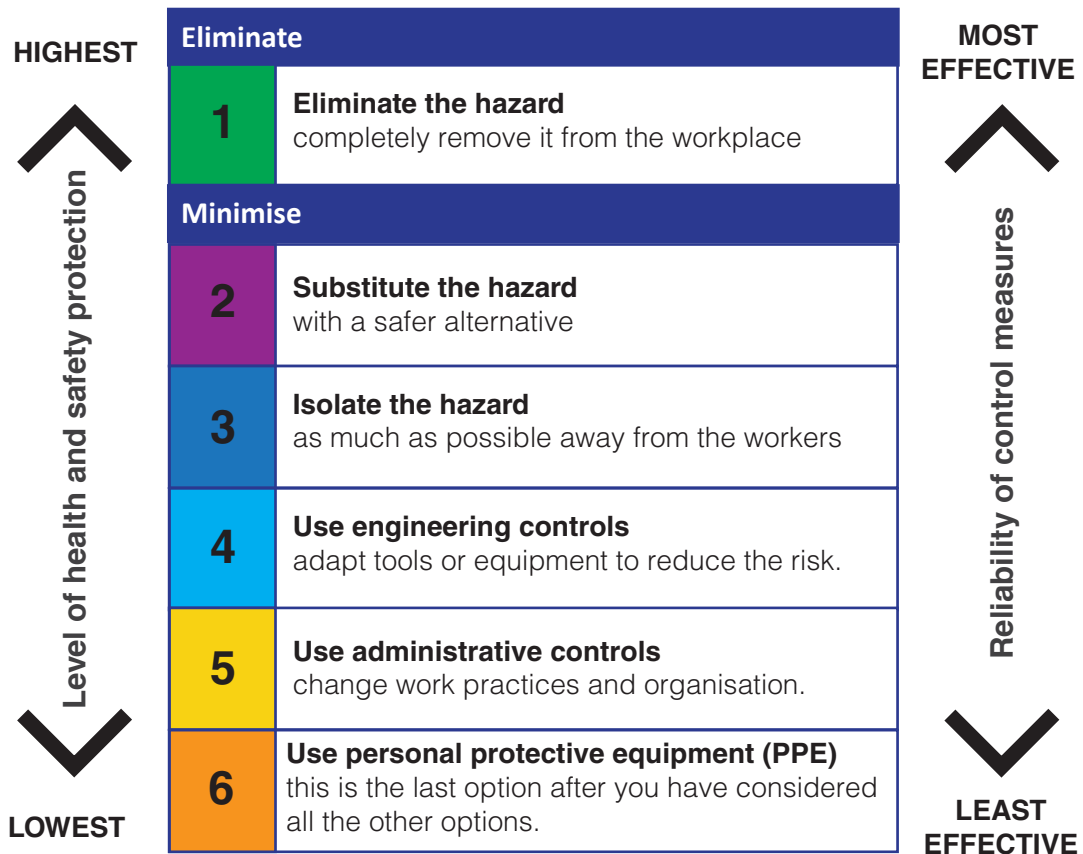 HIGHEST
Level of health and safety protection
LOWEST
Eliminate
1
Eliminate the hazard
completely remove it from the workplace
Minimise
2
Substitute the hazard
with a safer alternative
3
Isolate the hazard
as much as possible away from the workers
4
Use engineering controls
adapt tools or equipment to reduce the risk.
5
Use administrative controls
change work practices and organisation.
6
Use personal protective equipment (PPE)
this is the last option after you have considered
all the other options.
MOST
EFFECTIVE
Reliability of control measures
LEAST
EFFECTIVE